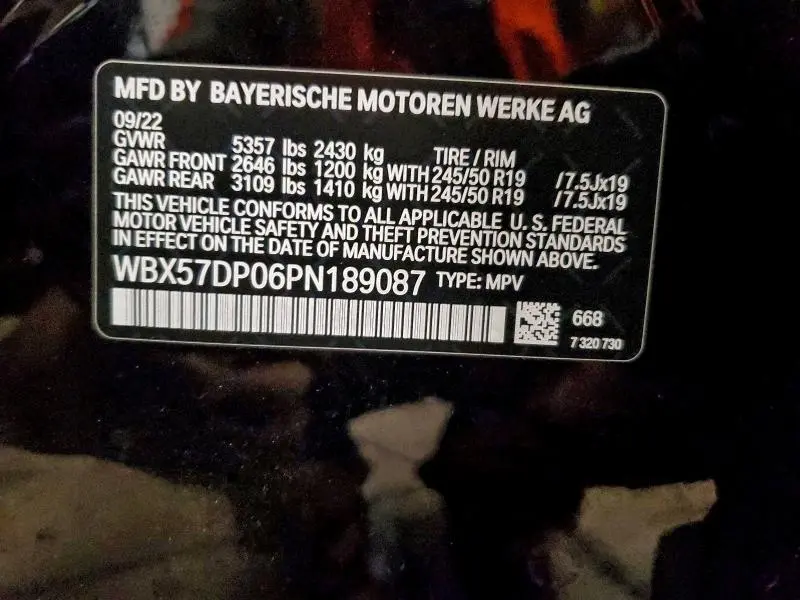 MFD BY BAYERISCHE MOTOREN WERKE AG
09/22
GVWR 5357 lbs 2430 kg TIRE / RIM
GAWR FRONT 2646 lbs 1200 kg WITH 245/50 R19 /7.5Jx19
GAWR REAR 3109 lbs 1410 kg WITH 245/50 R19 /7.5Jx19
THIS VEHICLE CONFORMS TO ALL APPLICABLE U. S. FEDERAL
MOTOR VEHICLE SAFETY AND THEFT PREVENTION STANDARDS
IN EFFECT ON THE DATE OF MANUFACTURE SHOWN ABOVE.
WBX57DP06PN189087 TYPE: MPV
668
7 320 730